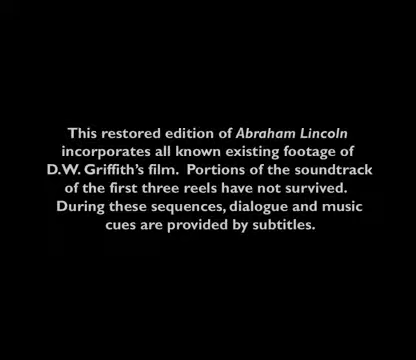 This restored edition of Abraham Lincoln
incorporates all known existing footage of
D.W. Griffith's film. Portions of the soundtrack
of the first three reels have not survived.
During these sequences, dialogue and music
cues are provided by subtitles.